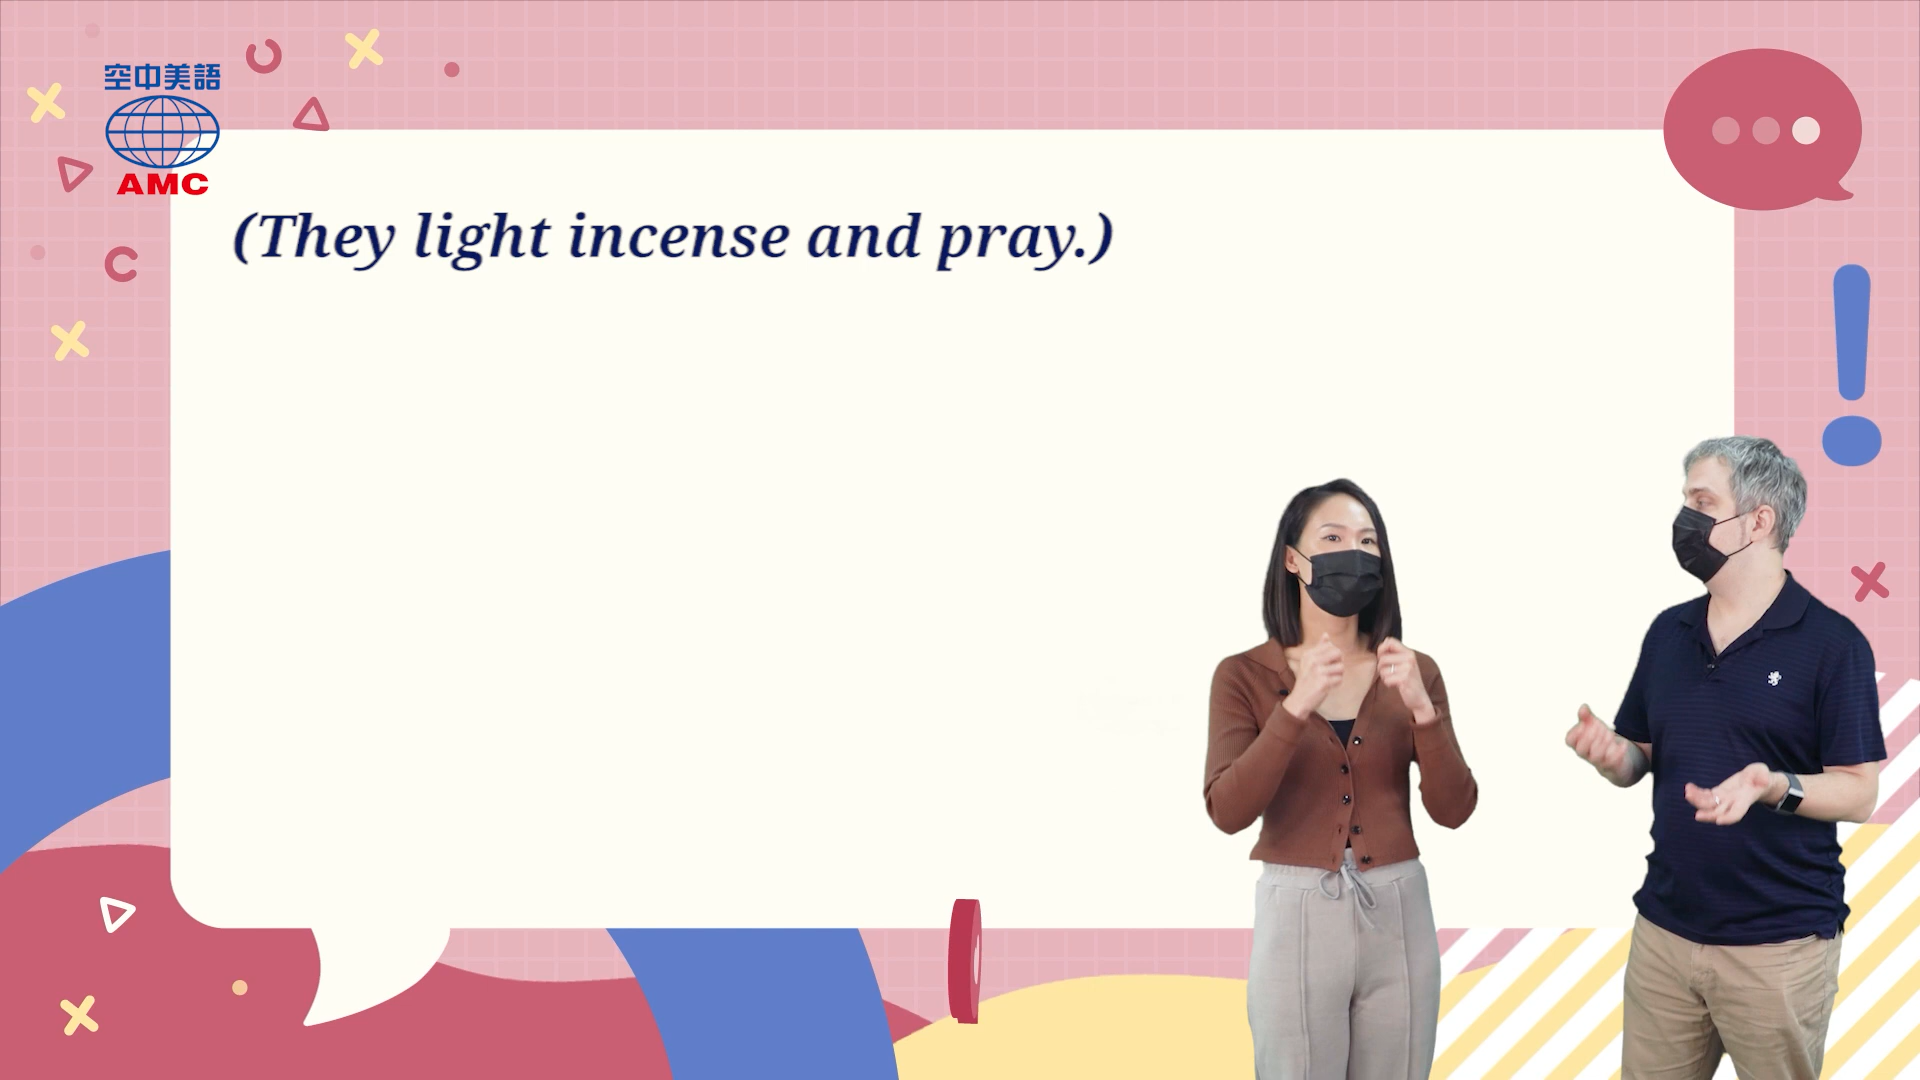 空中美語
AMC
(They light incense and pray.)